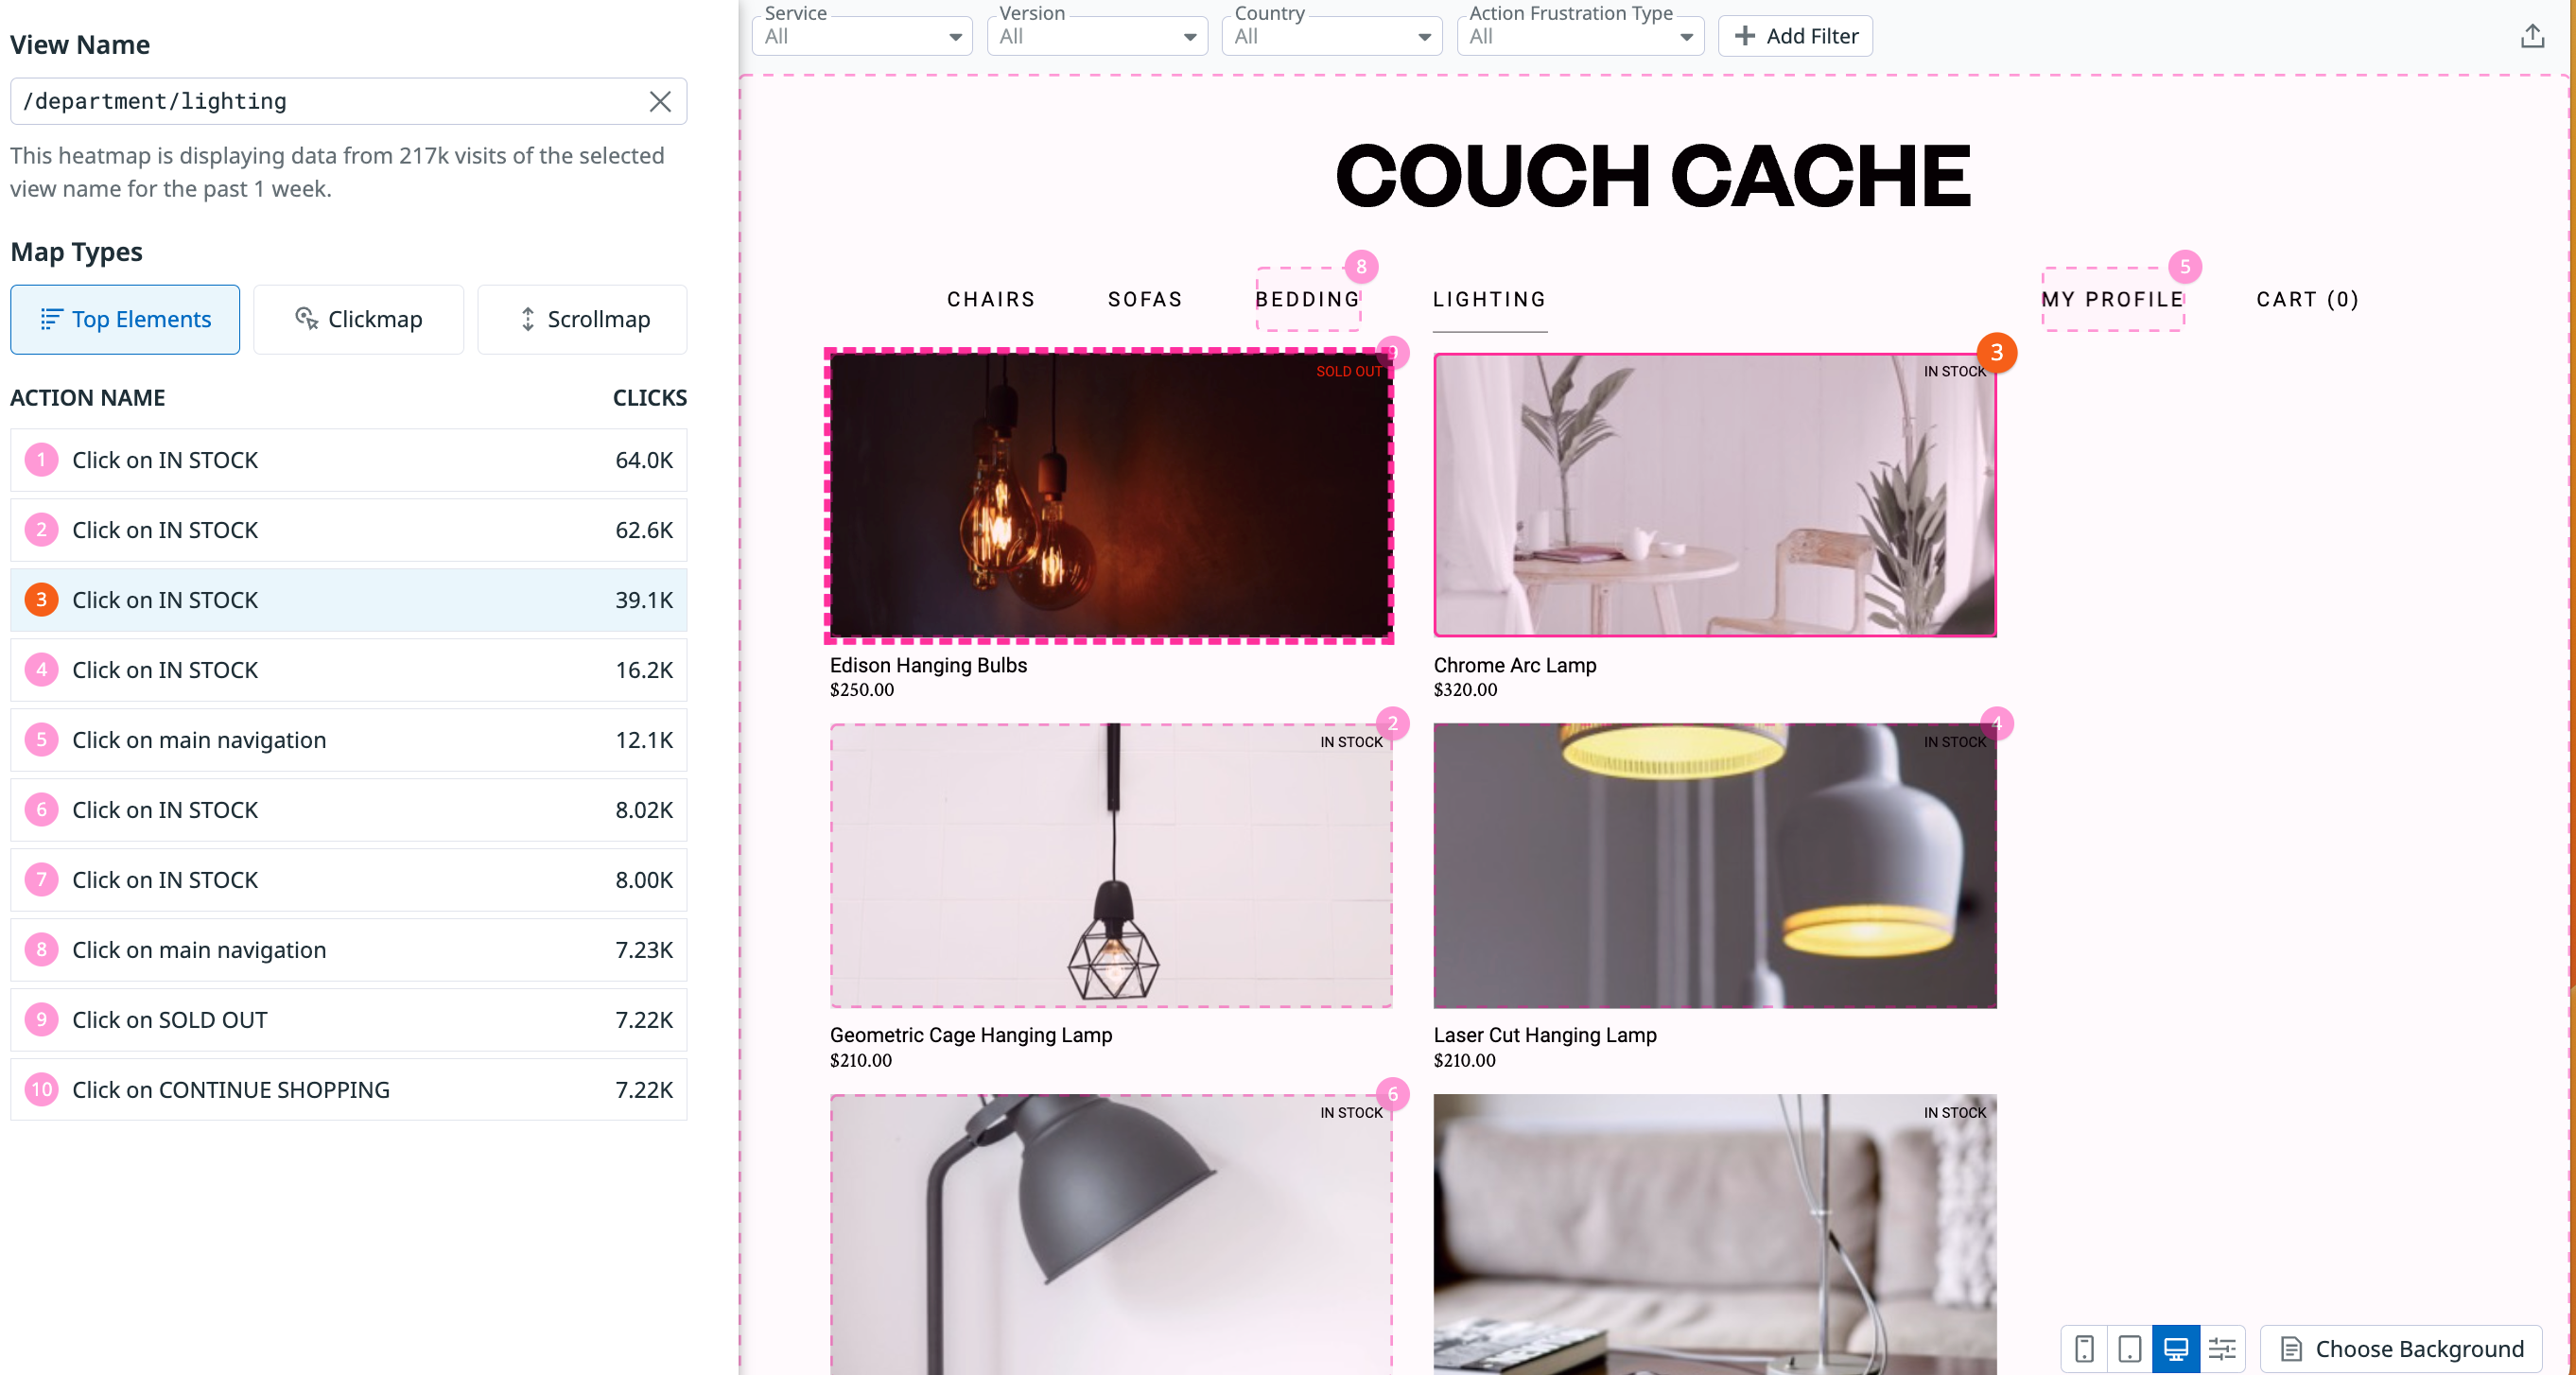 View Name
/department/lighting
This heatmap is displaying data from 217k visits of the selected
view name for the past 1 week.
Map Types
Top Elements
Clickmap
Scrollmap
ACTION NAME CLICKS
1 Click on IN STOCK 64.0K
2 Click on IN STOCK 62.6K
3 Click on IN STOCK 39.1K
4 Click on IN STOCK 16.2K
5 Click on main navigation 12.1K
6 Click on IN STOCK 8.02K
7 Click on IN STOCK 8.00K
8 Click on main navigation 7.23K
9 Click on SOLD OUT 7.22K
10 Click on CONTINUE SHOPPING 7.22K
Service
All
Version
All
Country
All
Action Frustration Type
All
Add Filter
COUCH CACHE
8
5
CHAIRS SOFAS BEDDING LIGHTING MY PROFILE CART (0)
9
SOLD OUT
3
IN STOCK
Edison Hanging Bulbs
$250.00
Chrome Arc Lamp
$320.00
2
IN STOCK
4
IN STOCK
Geometric Cage Hanging Lamp
$210.00
Laser Cut Hanging Lamp
$210.00
6
IN STOCK
IN STOCK
Choose Background